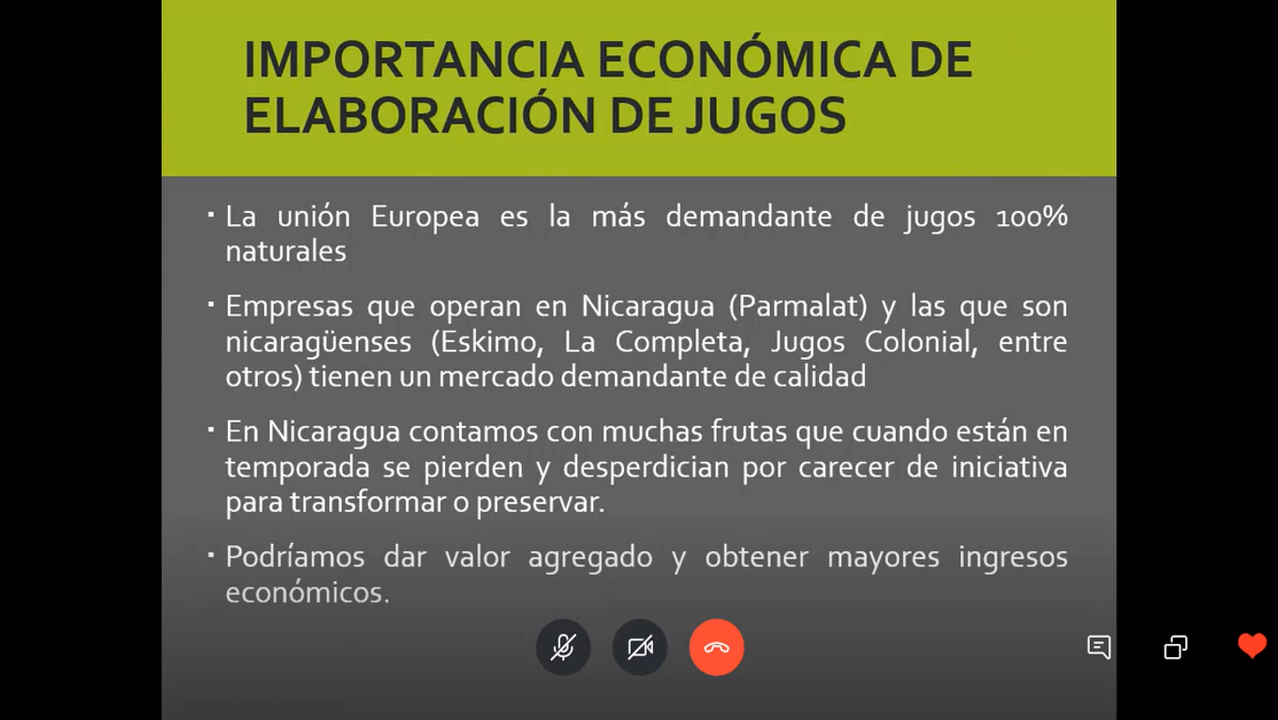 IMPORTANCIA ECONÓMICA DE
ELABORACIÓN DE JUGOS
▪ La unión Europea es la más demandante de jugos 100%
naturales
▪ Empresas que operan en Nicaragua (Parmalat) y las que son
nicaragüenses (Eskimo, La Completa, Jugos Colonial, entre
otros) tienen un mercado demandante de calidad
▪ En Nicaragua contamos con muchas frutas que cuando están en
temporada se pierden y desperdician por carecer de iniciativa
para transformar o preservar.
▪ Podríamos dar valor agregado y obtener mayores ingresos
económicos.